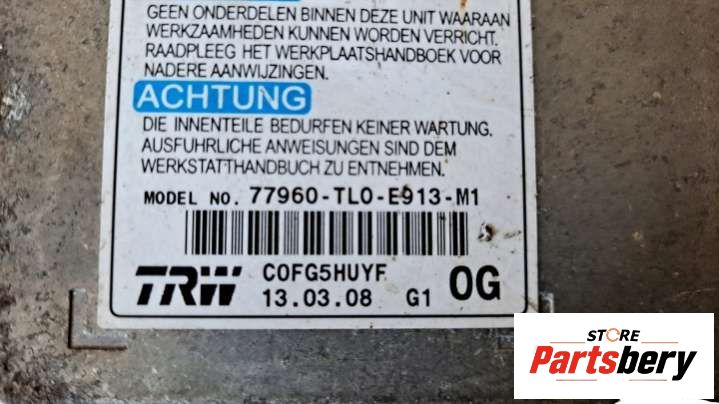 GEEN ONDERDELEN BINNEN DEZE UNIT WAARAAN
WERKZAAMHEDEN KUNNEN WORDEN VERRICHT.
RAADPLEEG HET WERKPLAATSHANDBOEK VOOR
NADERE AANWIJZINGEN.
ACHTUNG
DIE INNENTEILE BEDURFEN KEINER WARTUNG,
AUSFUHRLICHE ANWEISUNGEN SIND DEM
WERKSTATTHANDBUCH ZU ENTNEHMEN.
MODEL NO. 77960-TL0-E913-M1
TRW C0FG5HUYF
13.03.08 G1 0G
STORE
Partsbery